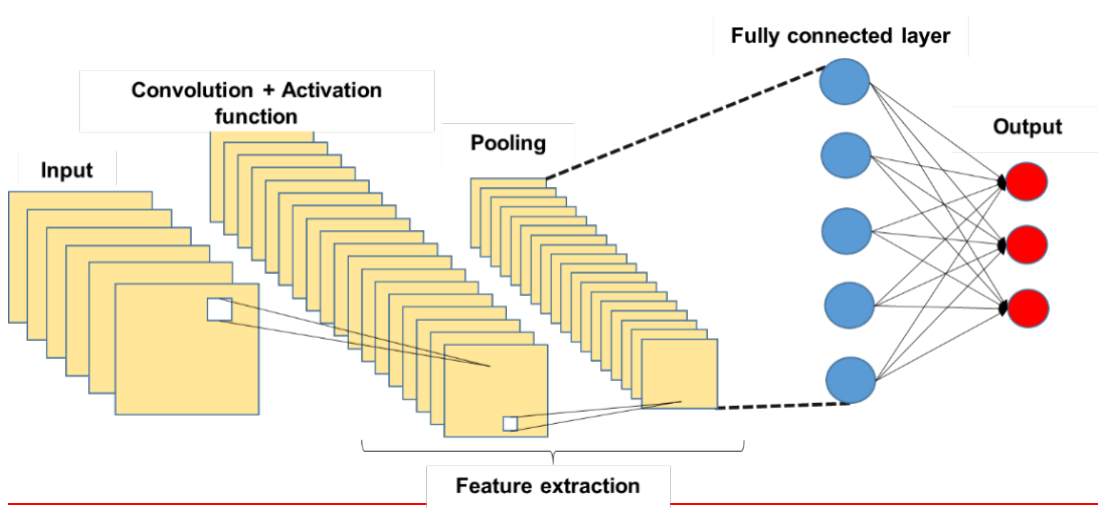 Fully connected layer
Convolution + Activation
function
Output
Pooling
Input
Feature extraction